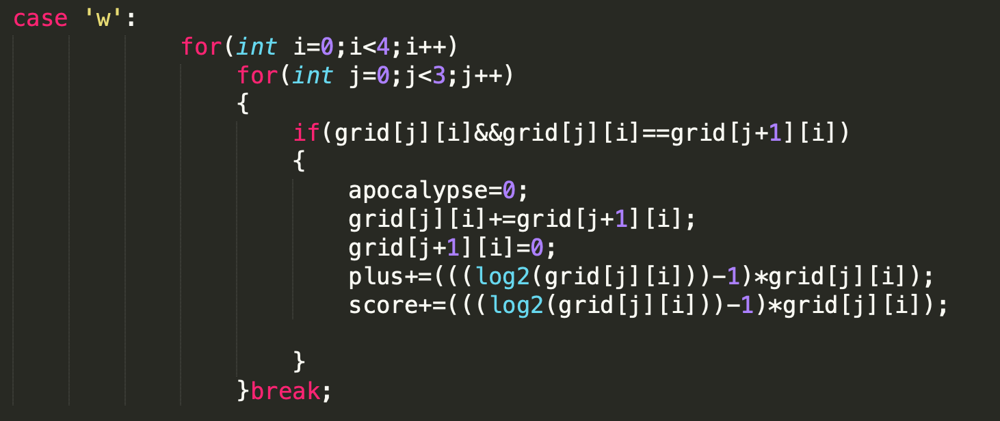 case 'w':
for(int i=0;i<4;i++)
for(int j=0;j<3;j++)
{
if(grid[j][i]&&grid[j][i]==grid[j+1][i])
{
apocalypse=0;
grid[j][i]+=grid[j+1][i];
grid[j+1][i]=0;
plus+=(((log2(grid[j][i]))-1)*grid[j][i]);
score+=(((log2(grid[j][i]))-1)*grid[j][i]);
}
}break;